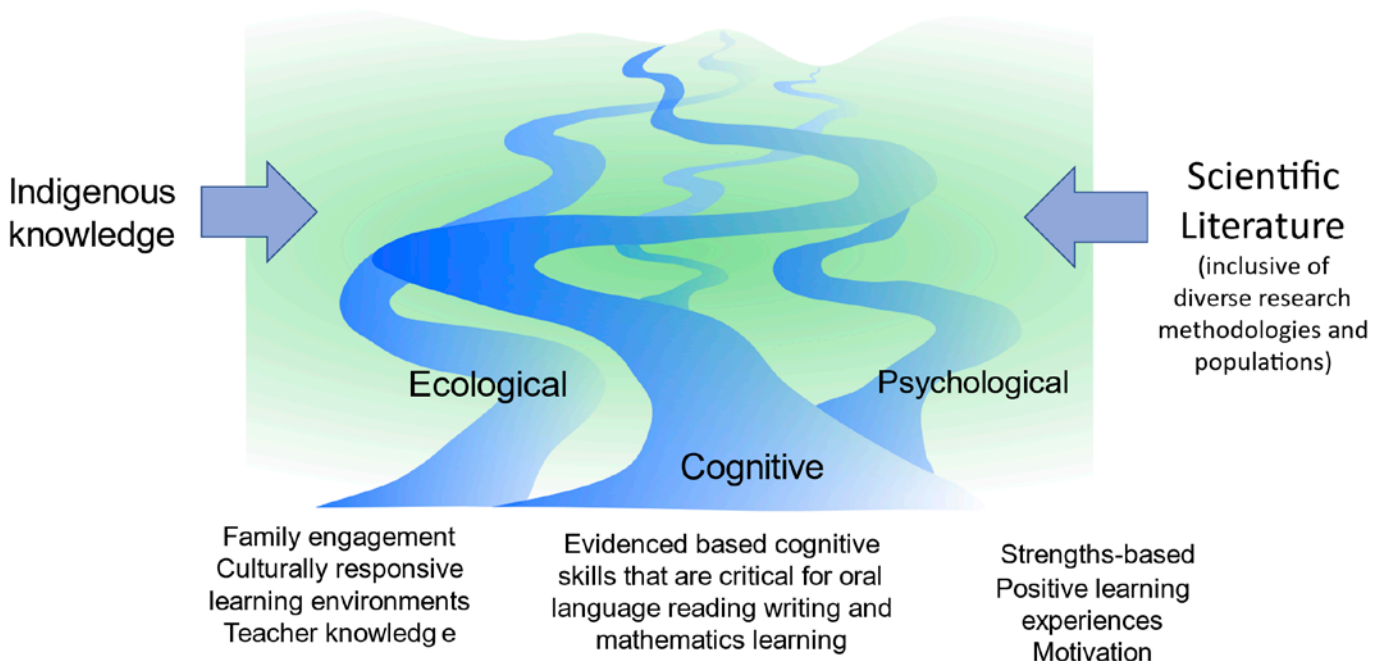 Indigenous
knowledge
Scientific
Literature
(inclusive of
diverse research
methodologies and
populations)
Ecological
Psychological
Cognitive
Family engagement
Culturally responsive
learning environments
Teacher knowledge
Evidenced based cognitive
skills that are critical for oral
language reading writing and
mathematics learning
Strengths-based
Positive learning
experiences
Motivation